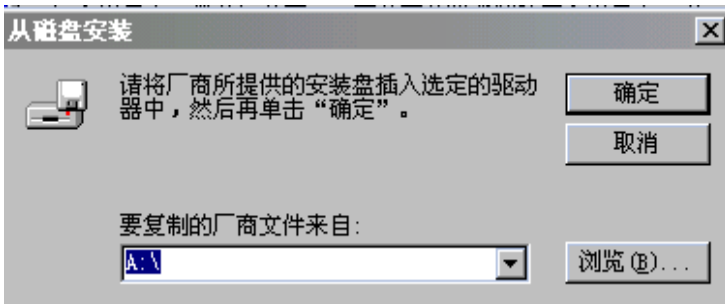 从磁盘安装
请将厂商所提供的安装盘插入选定的驱动
器中，然后再单击“确定”。
确定
取消
要复制的厂商文件来自:
A:\
浏览(B)...